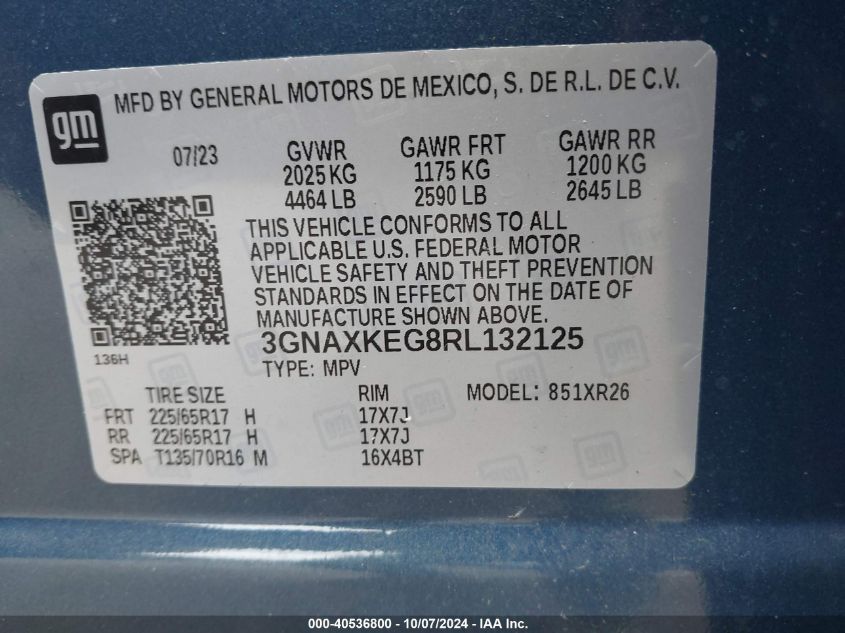 gm
MFD BY GENERAL MOTORS DE MEXICO, S. DE R.L. DE C.V.
07/23 GVWR GAWR FRT GAWR RR
2025 KG 1175 KG 1200 KG
4464 LB 2590 LB 2645 LB
THIS VEHICLE CONFORMS TO ALL
APPLICABLE U.S. FEDERAL MOTOR
VEHICLE SAFETY AND THEFT PREVENTION
STANDARDS IN EFFECT ON THE DATE OF
MANUFACTURE SHOWN ABOVE.
136H
3GNAXKEG8RL132125
TYPE: MPV
TIRE SIZE RIM MODEL: 851XR26
FRT 225/65R17 H 17X7J
RR 225/65R17 H 17X7J
SPA T135/70R16 M 16X4BT
000-40536800 - 10/07/2024 - IAA Inc.